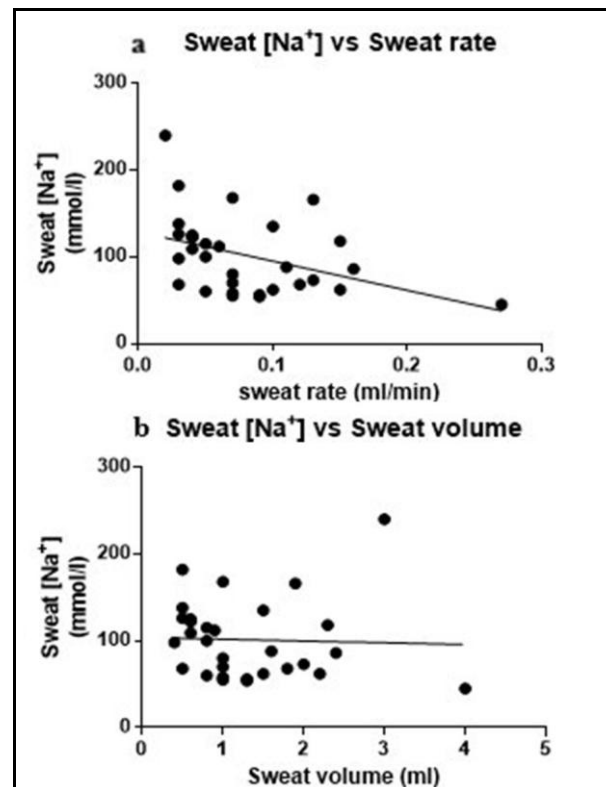 a Sweat [Na⁺] vs Sweat rate
300
200
100
0
Sweat [Na⁺]
(mmol/l)
0.0 0.1 0.2 0.3
sweat rate (ml/min)
b Sweat [Na⁺] vs Sweat volume
300
200
100
0
Sweat [Na⁺]
(mmol/l)
0 1 2 3 4 5
Sweat volume (ml)